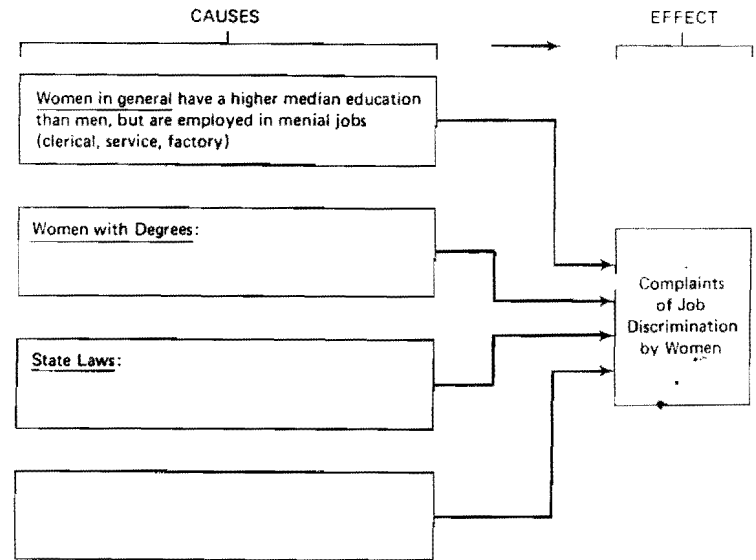 CAUSES
EFFECT
Women in general have a higher median education
than men, but are employed in menial jobs
(clerical, service, factory)
Women with Degrees:
State Laws:
Complaints
of Job
Discrimination
by Women